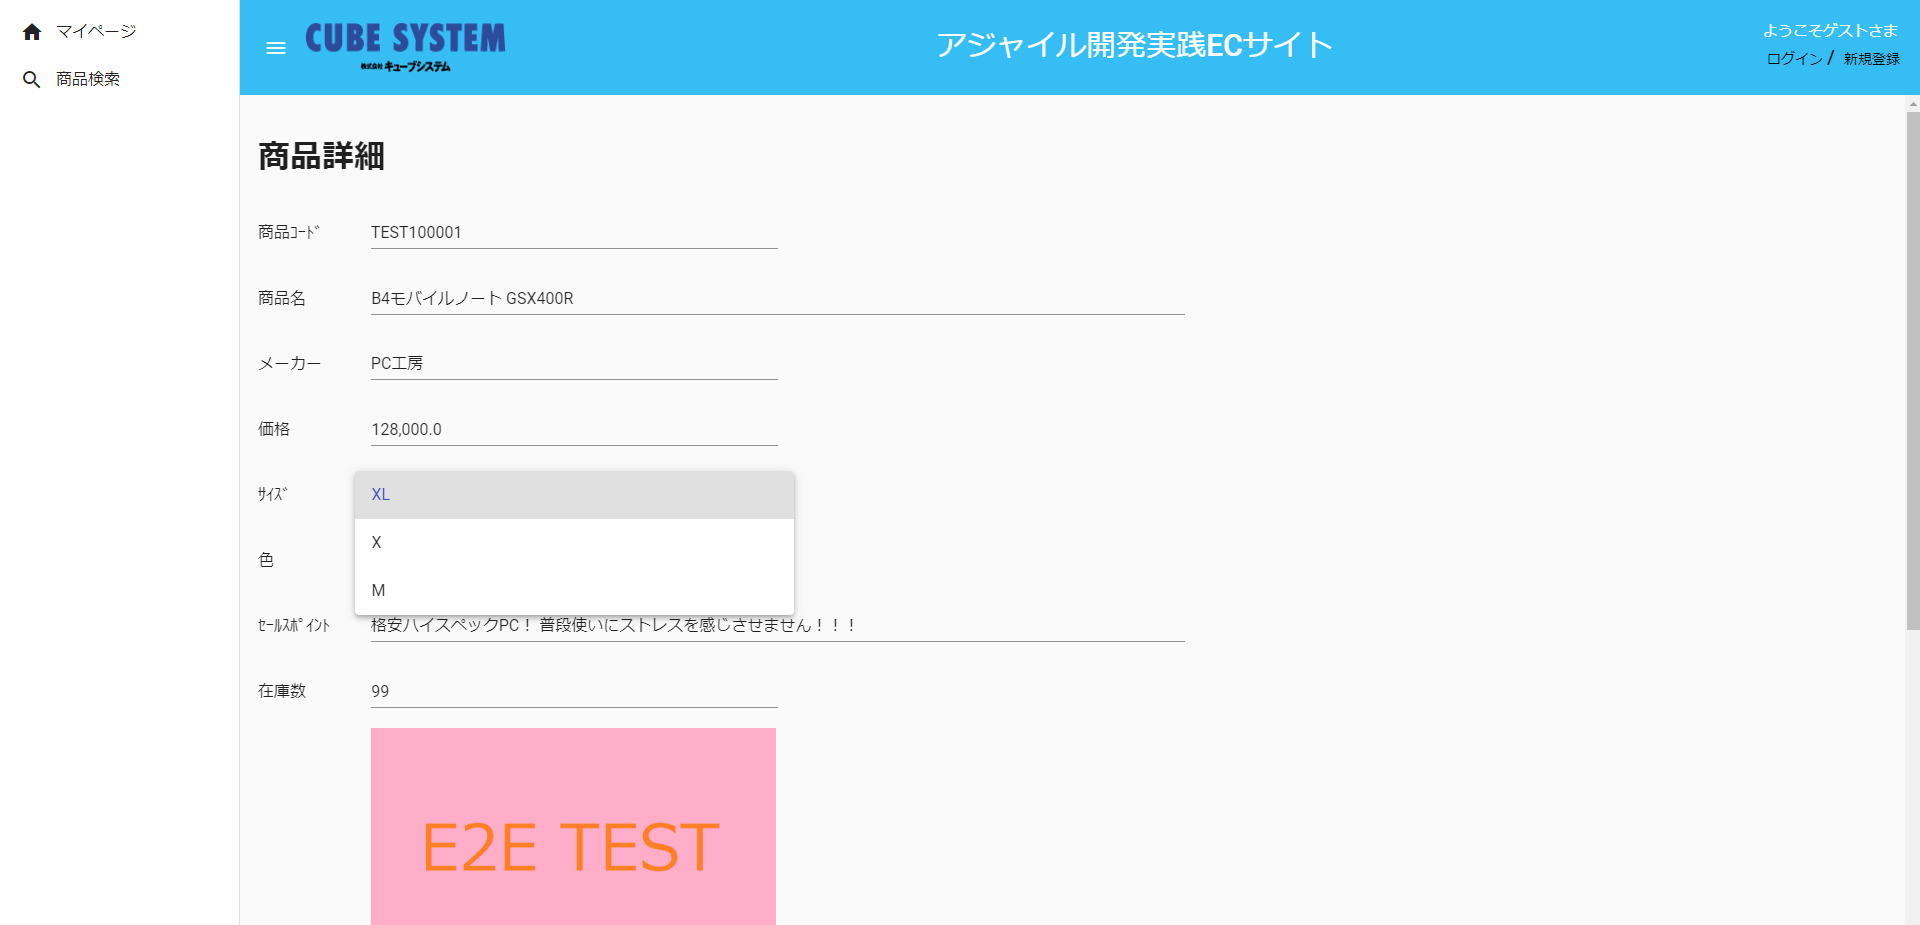 マイページ
商品検索
CUBE SYSTEM
株式会社 キューブシステム
アジャイル開発実践ECサイト
ようこそゲストさま
ログイン / 新規登録
商品詳細
商品ｺｰﾄﾞ TEST100001
商品名 B4モバイルノート GSX400R
メーカー PC工房
価格 128,000.0
ｻｲｽﾞ XL
X
色
M
ｾｰﾙｽﾎﾟｲﾝﾄ 格安ハイスペックPC！ 普段使いにストレスを感じさせません！！！
在庫数 99
E2E TEST